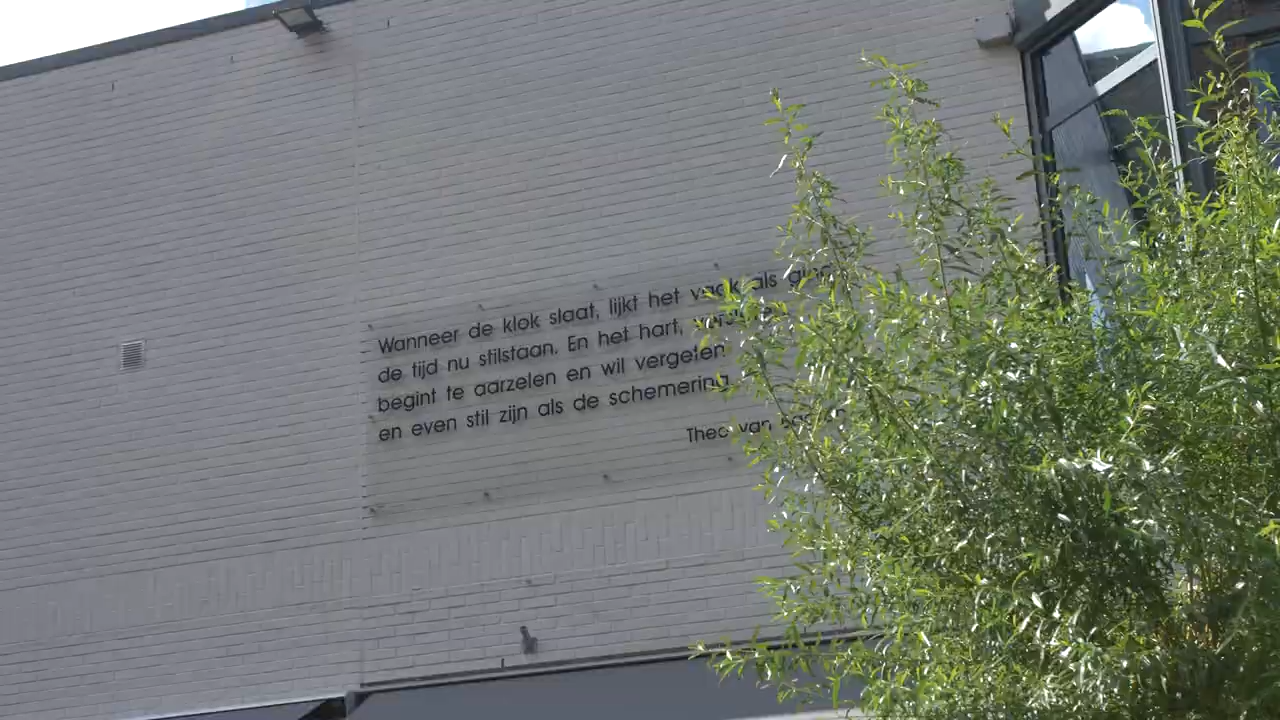 Wanneer de klok slaat, lijkt het vaak als ging
de tijd nu stilstaan. En het hart,
begint te aarzelen en wil vergeten
en even stil zijn als de schemering
Theo van